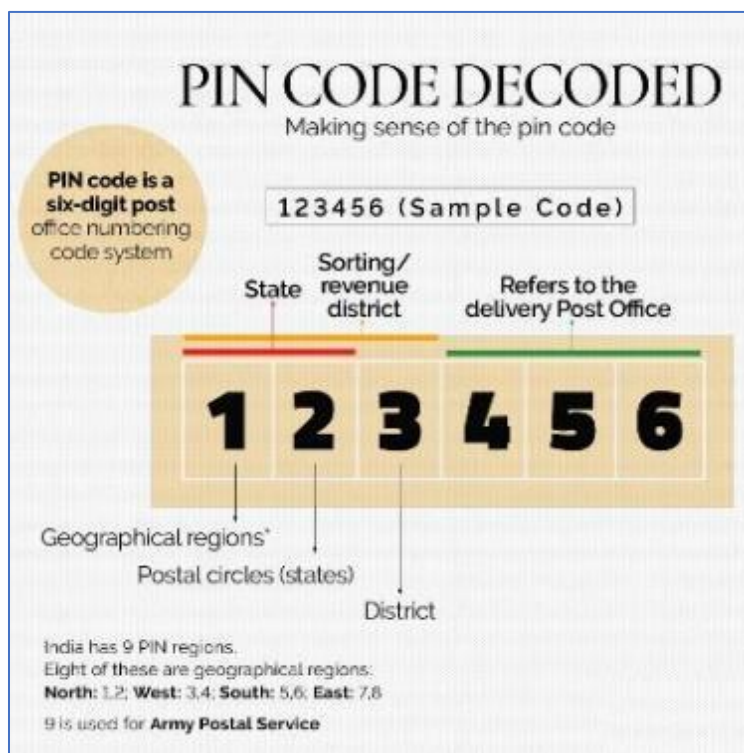 PIN CODE DECODED
Making sense of the pin code
PIN code is a
six-digit post
office numbering
code system
123456 (Sample Code)
State
Sorting/
revenue
district
Refers to the
delivery Post Office
1 2 3 4 5 6
Geographical regions*
Postal circles (states)
District
India has 9 PIN regions.
Eight of these are geographical regions:
North: 1,2; West: 3,4; South: 5,6; East: 7,8
9 is used for Army Postal Service